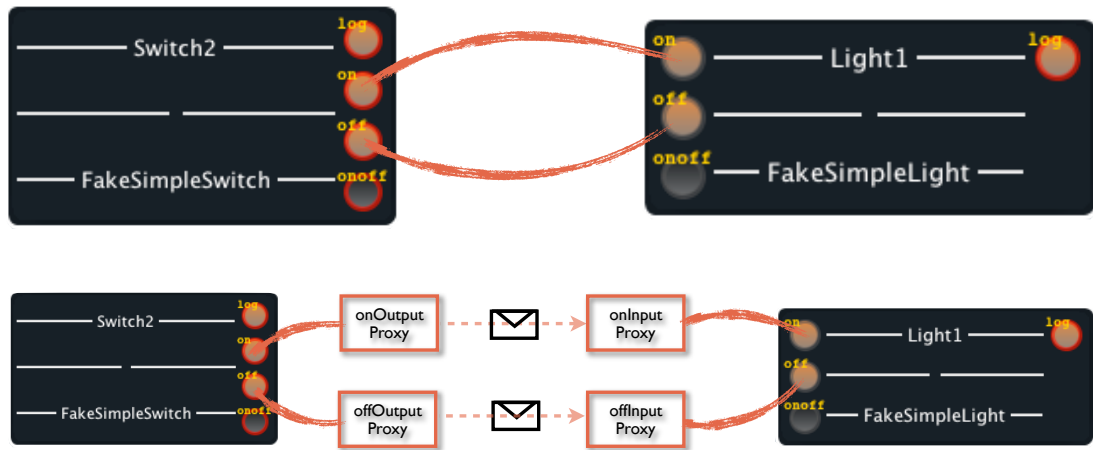 log
Switch2
on
off
FakeSimpleSwitch
onoff
on
Light1
log
off
onoff
FakeSimpleLight
log
Switch2
on
off
FakeSimpleSwitch
onoff
onOutput
Proxy
onInput
Proxy
offOutput
Proxy
offInput
Proxy
on
Light1
log
off
onoff
FakeSimpleLight